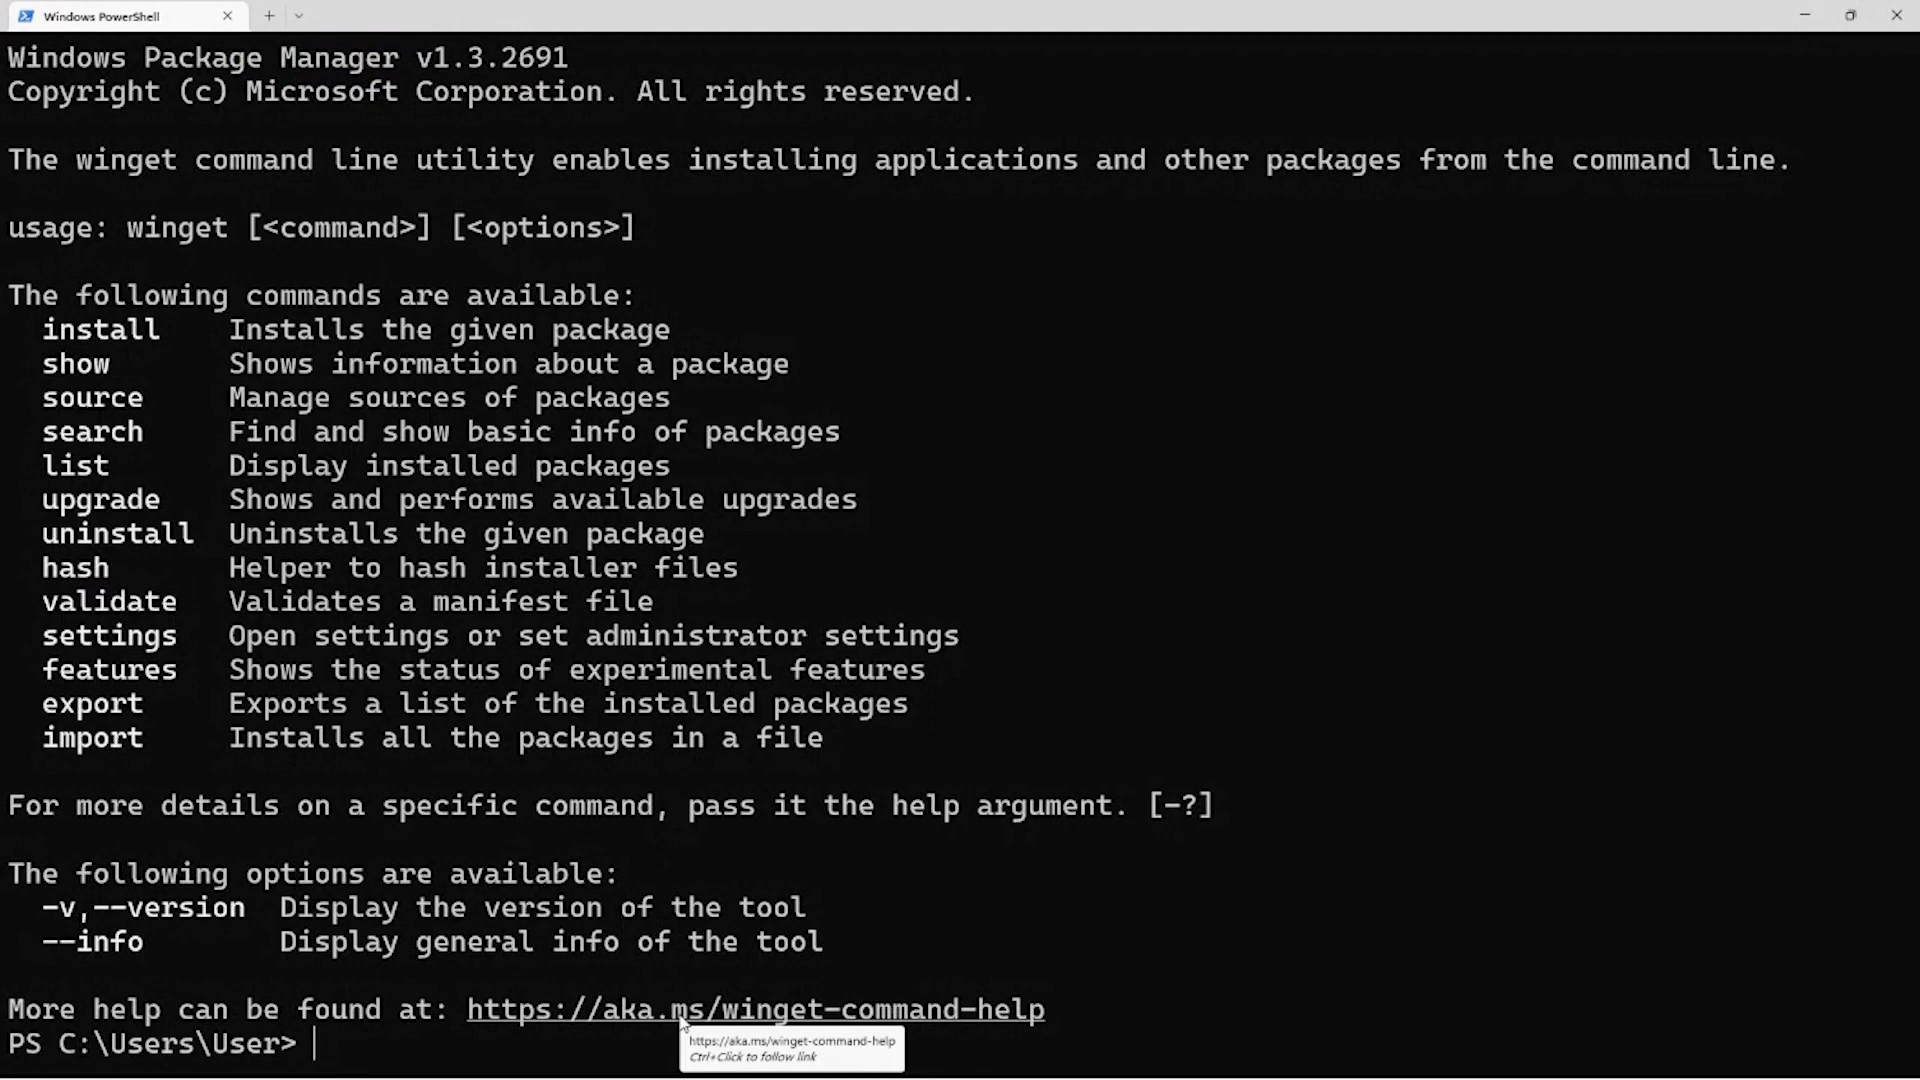 Windows PowerShell
Windows Package Manager v1.3.2691
Copyright (c) Microsoft Corporation. All rights reserved.
The winget command line utility enables installing applications and other packages from the command line.
usage: winget [<command>] [<options>]
The following commands are available:
install Installs the given package
show Shows information about a package
source Manage sources of packages
search Find and show basic info of packages
list Display installed packages
upgrade Shows and performs available upgrades
uninstall Uninstalls the given package
hash Helper to hash installer files
validate Validates a manifest file
settings Open settings or set administrator settings
features Shows the status of experimental features
export Exports a list of the installed packages
import Installs all the packages in a file
For more details on a specific command, pass it the help argument. [-?]
The following options are available:
-v,--version Display the version of the tool
--info Display general info of the tool
More help can be found at: https://aka.ms/winget-command-help
PS C:\Users\User>
https://aka.ms/winget-command-help
Ctrl+Click to follow link